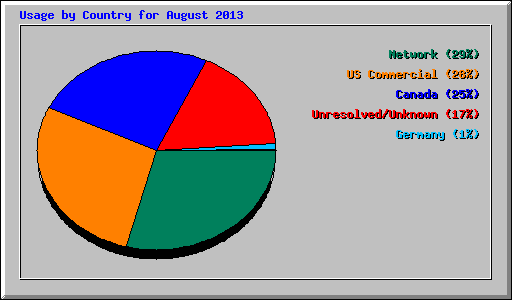 Usage by Country for August 2013
Network (29%)
US Commercial (28%)
Canada (25%)
Unresolved/Unknown (17%)
Germany (1%)